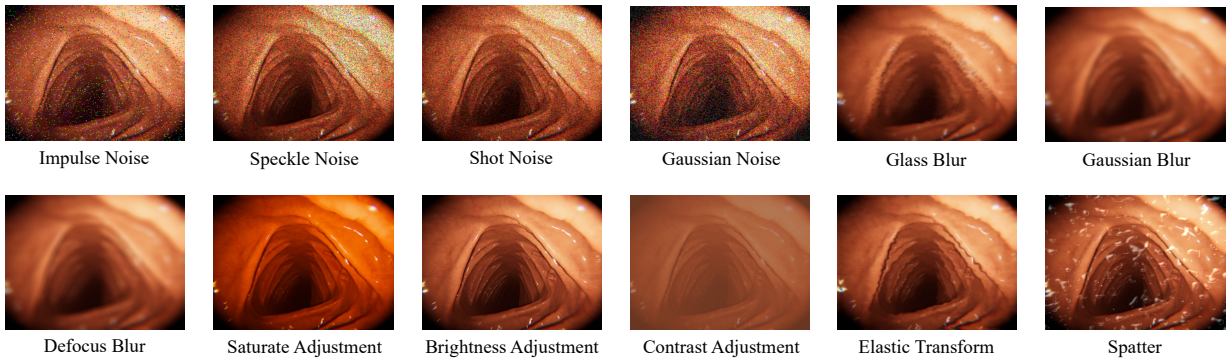 Impulse Noise
Speckle Noise
Shot Noise
Gaussian Noise
Glass Blur
Gaussian Blur
Defocus Blur
Saturate Adjustment
Brightness Adjustment
Contrast Adjustment
Elastic Transform
Spatter